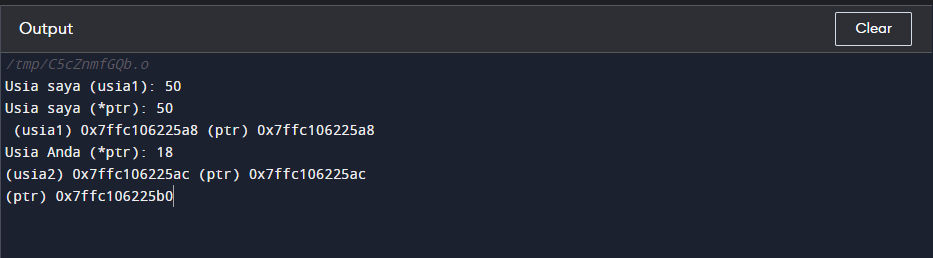 Output
Clear
/tmp/C5cZnmfGQb.o
Usia saya (usia1): 50
Usia saya (*ptr): 50
(usia1) 0x7ffc106225a8 (ptr) 0x7ffc106225a8
Usia Anda (*ptr): 18
(usia2) 0x7ffc106225ac (ptr) 0x7ffc106225ac
(ptr) 0x7ffc106225b0